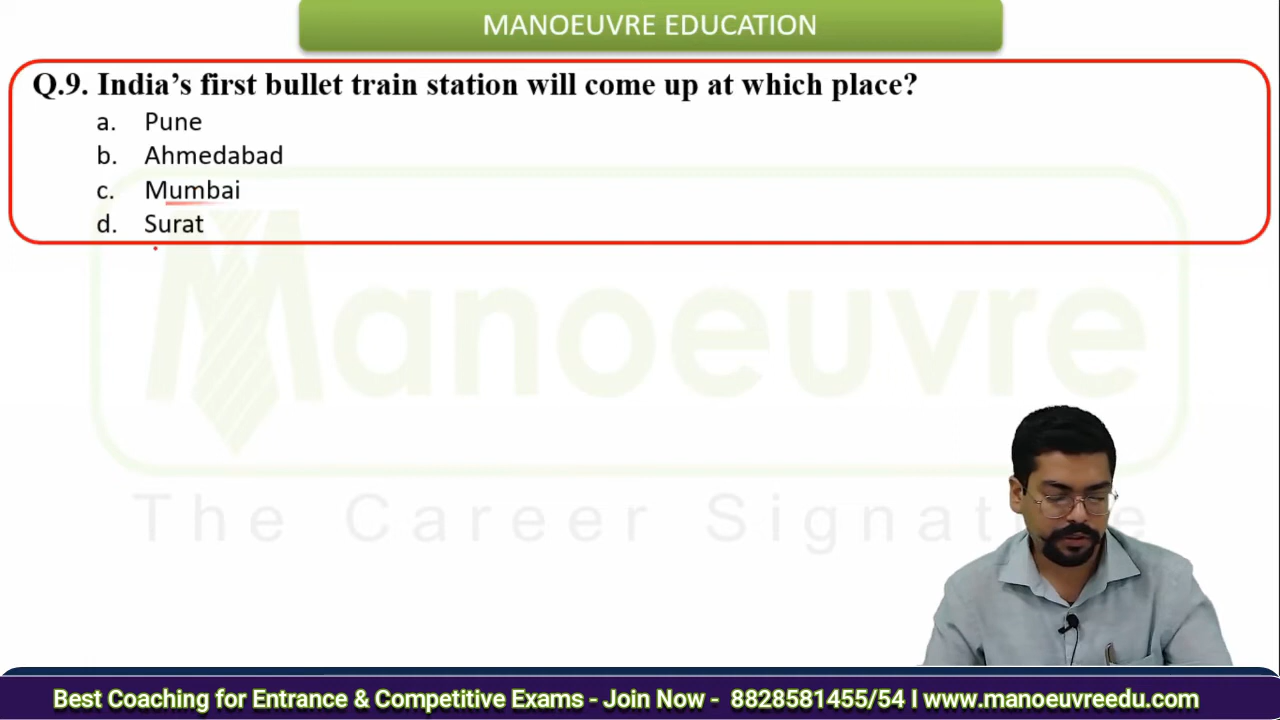 MANOEUVRE EDUCATION
Q.9. India’s first bullet train station will come up at which place?
a. Pune
b. Ahmedabad
c. Mumbai
d. Surat
Manoeuvre
The Career Signature
Best Coaching for Entrance & Competitive Exams - Join Now - 8828581455/54 I www.manoeuvreedu.com